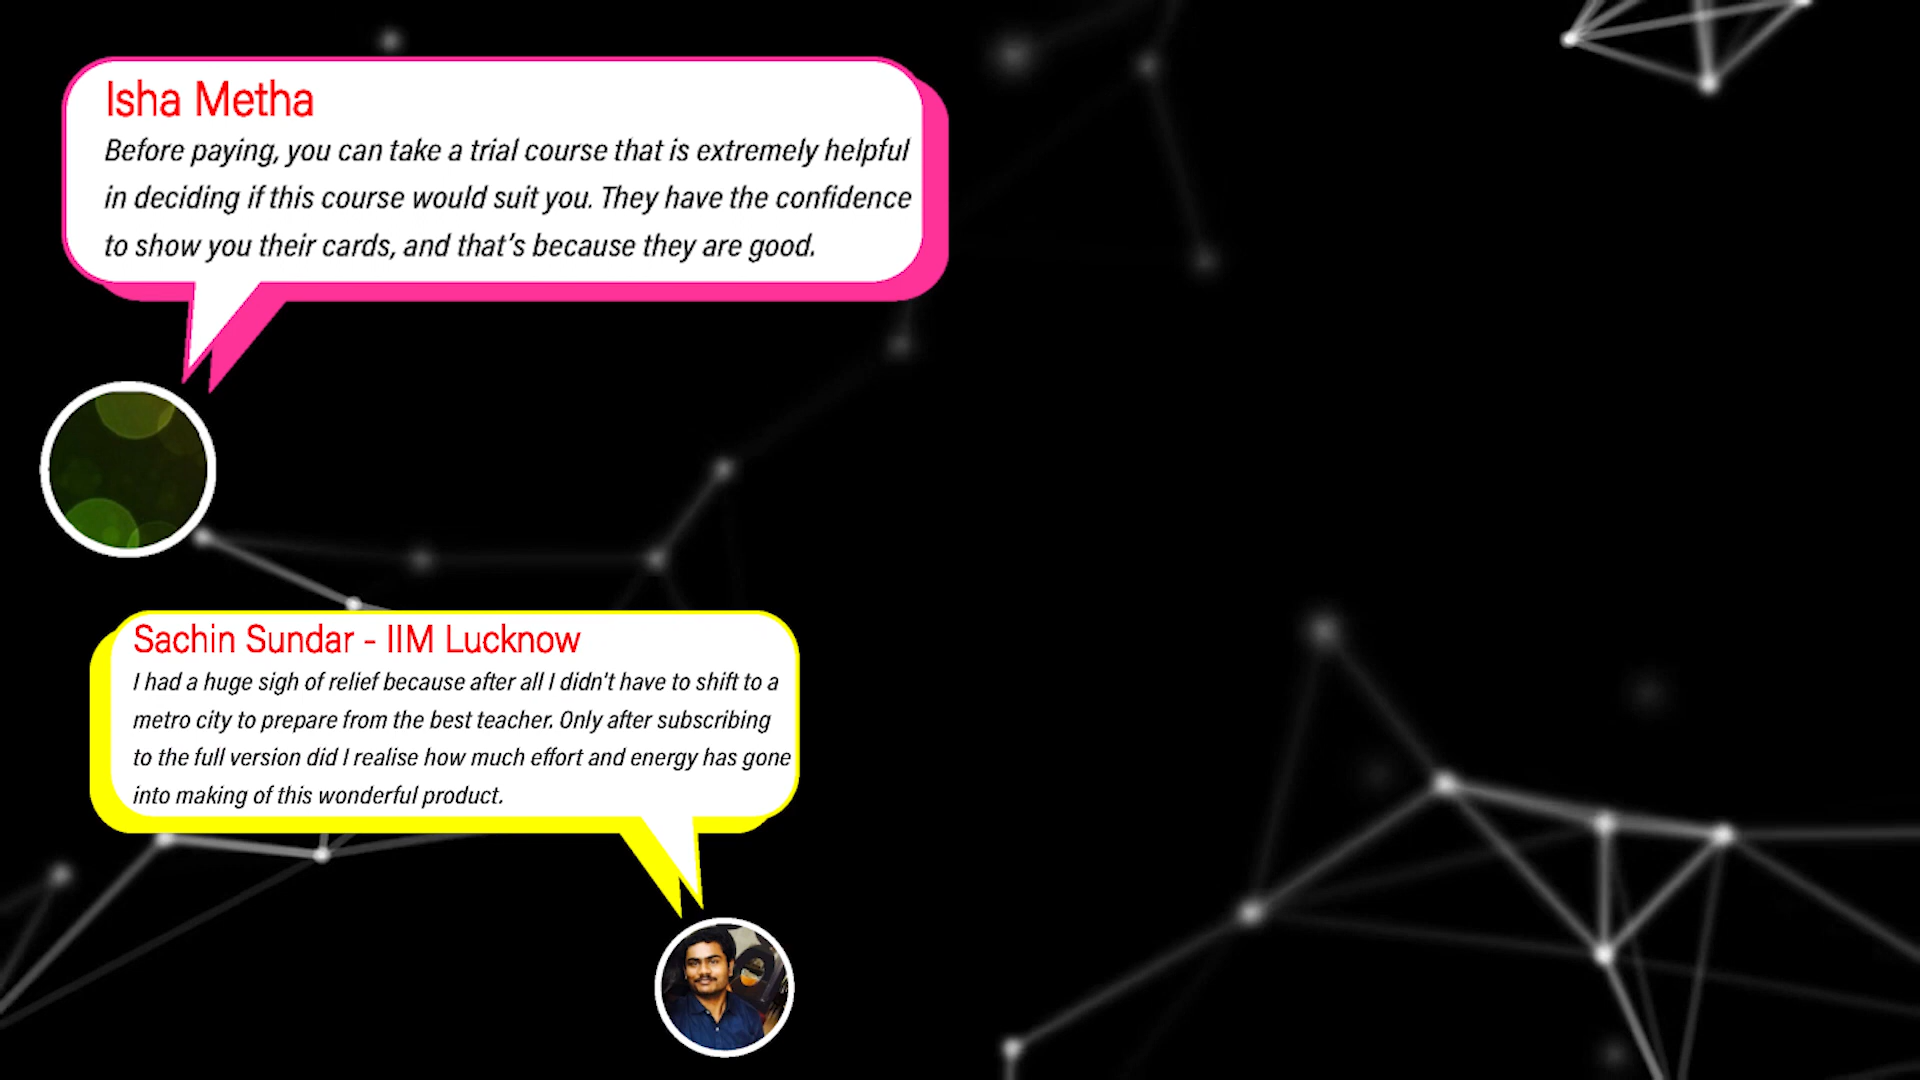 Isha Metha
Before paying, you can take a trial course that is extremely helpful
in deciding if this course would suit you. They have the confidence
to show you their cards, and that’s because they are good.
Sachin Sundar - IIM Lucknow
I had a huge sigh of relief because after all I didn't have to shift to a
metro city to prepare from the best teacher. Only after subscribing
to the full version did I realise how much effort and energy has gone
into making of this wonderful product.